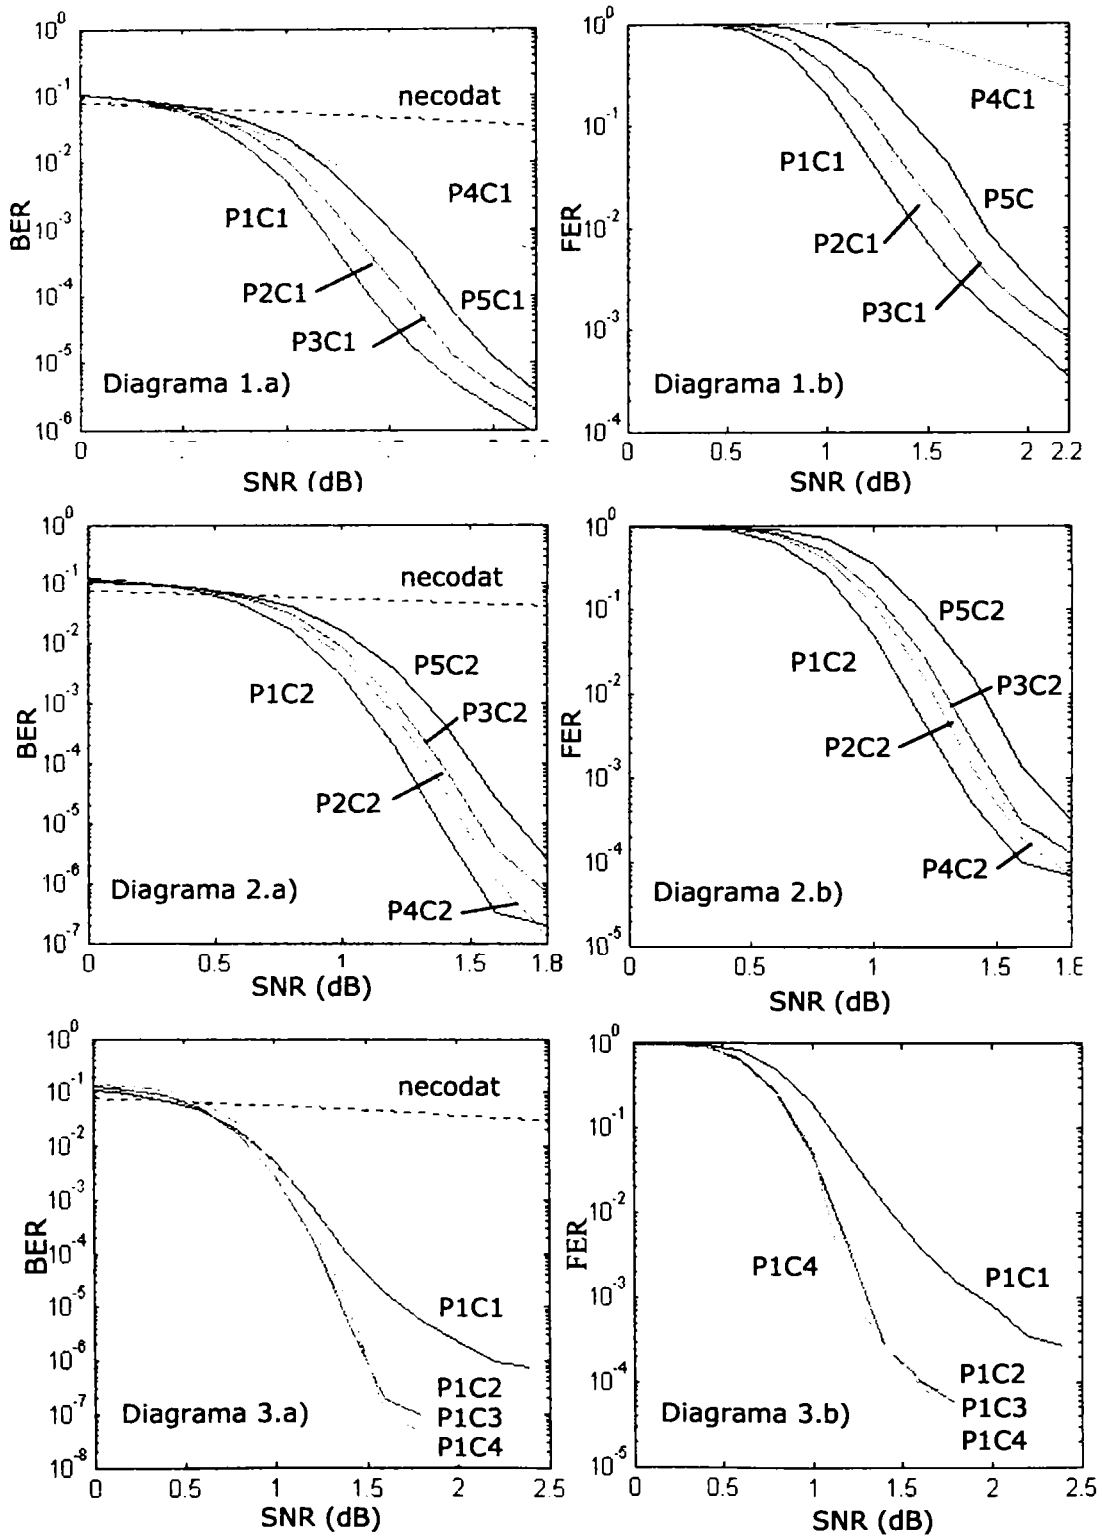 BER
10^0
10^-1
10^-2
10^-3
10^-4
10^-5
10^-6
necodat
P4C1
P1C1
P2C1
P5C1
P3C1
Diagrama 1.a)
0
SNR (dB)
FER
10^0
10^-1
10^-2
10^-3
10^-4
P4C1
P1C1
P5C
P2C1
P3C1
Diagrama 1.b)
0 0.5 1 1.5 2 2.2
SNR (dB)
BER
10^0
10^-1
10^-2
10^-3
10^-4
10^-5
10^-6
10^-7
necodat
P5C2
P1C2
P3C2
P2C2
Diagrama 2.a)
P4C2
0 0.5 1 1.5 1.8
SNR (dB)
FER
10^0
10^-1
10^-2
10^-3
10^-4
10^-5
P5C2
P1C2
P3C2
P2C2
P4C2
Diagrama 2.b)
0 0.5 1 1.5
SNR (dB)
BER
10^0
10^-1
10^-2
10^-3
10^-4
10^-5
10^-6
10^-7
10^-8
necodat
P1C1
P1C2
P1C3
P1C4
Diagrama 3.a)
0 0.5 1 1.5 2 2.5
SNR (dB)
FER
10^0
10^-1
10^-2
10^-3
10^-4
10^-5
P1C4
P1C1
P1C2
P1C3
P1C4
Diagrama 3.b)
0 0.5 1 1.5 2 2.5
SNR (dB)